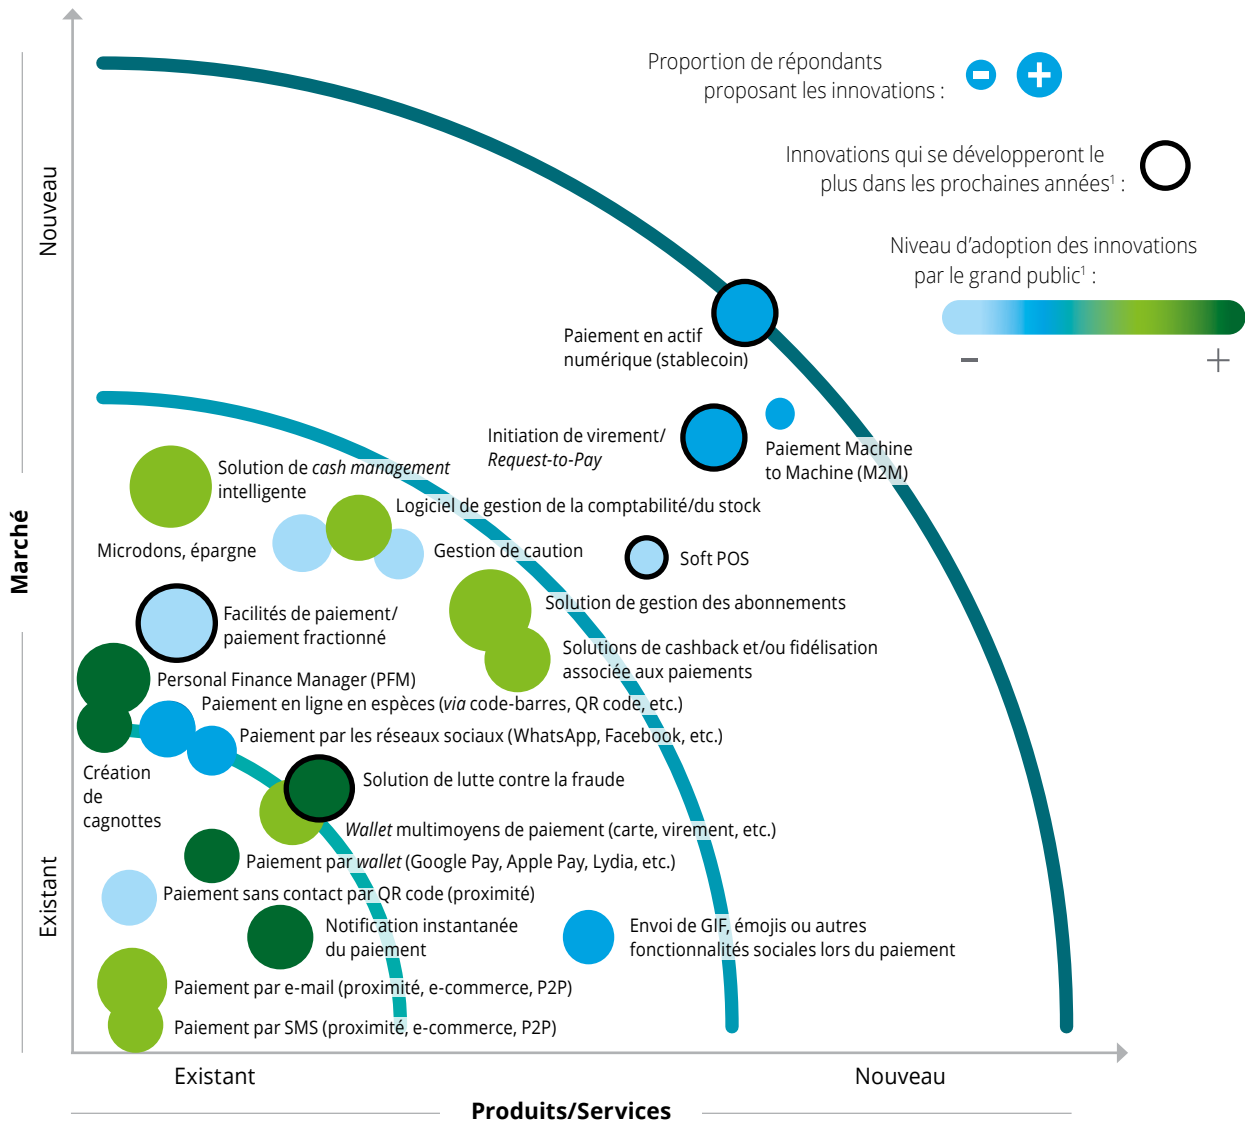 Proportion de répondants
proposant les innovations :
Innovations qui se développeront le
plus dans les prochaines années¹ :
Niveau d'adoption des innovations
par le grand public¹ :
Nouveau
Marché
Existant
Paiement en actif
numérique (stablecoin)
Initiation de virement/
Request-to-Pay
Paiement Machine
to Machine (M2M)
Solution de cash management
intelligente
Logiciel de gestion de la comptabilité/du stock
Microdons, épargne
Gestion de caution
Soft POS
Solution de gestion des abonnements
Facilités de paiement/
paiement fractionné
Solutions de cashback et/ou fidélisation
associée aux paiements
Personal Finance Manager (PFM)
Paiement en ligne en espèces (via code-barres, QR code, etc.)
Paiement par les réseaux sociaux (WhatsApp, Facebook, etc.)
Création
de
cagnottes
Solution de lutte contre la fraude
Wallet multimoyens de paiement (carte, virement, etc.)
Paiement par wallet (Google Pay, Apple Pay, Lydia, etc.)
Paiement sans contact par QR code (proximité)
Notification instantanée
du paiement
Envoi de GIF, émojis ou autres
fonctionnalités sociales lors du paiement
Paiement par e-mail (proximité, e-commerce, P2P)
Paiement par SMS (proximité, e-commerce, P2P)
Existant
Nouveau
Produits/Services